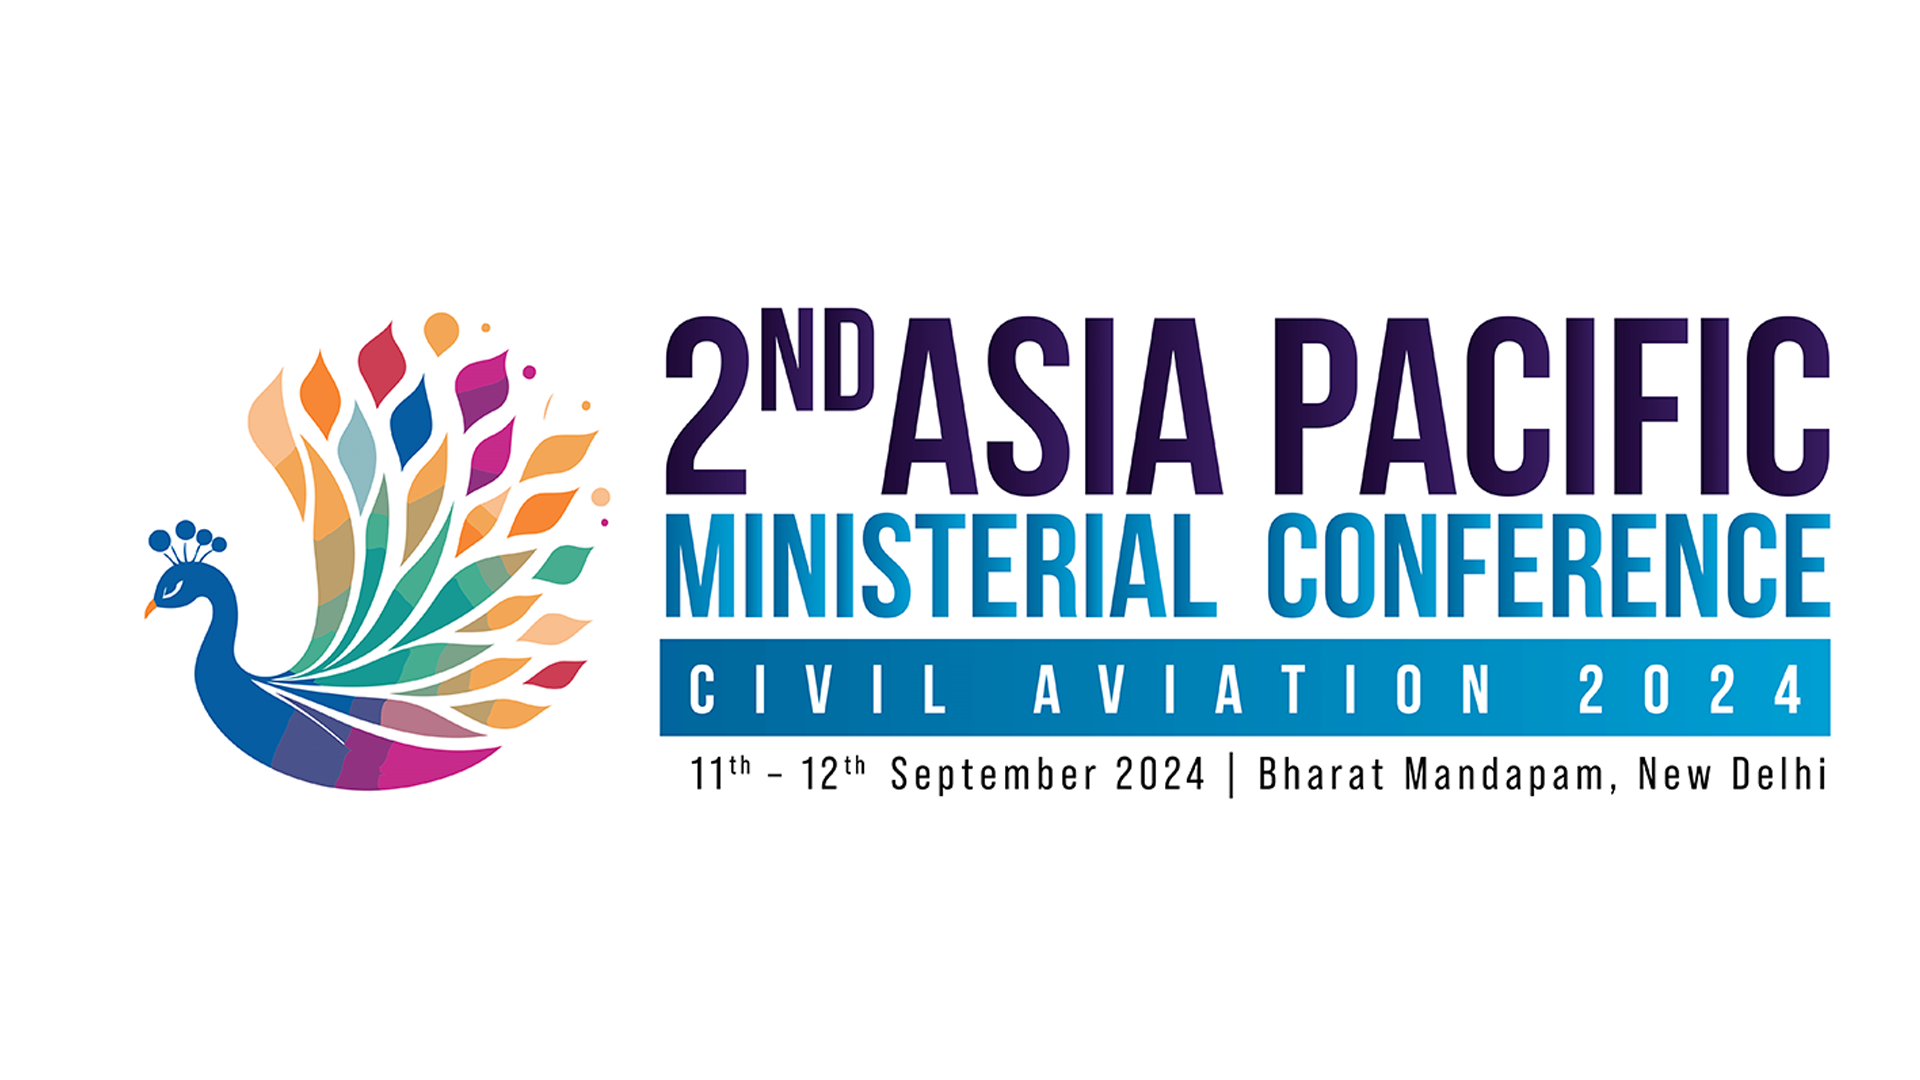 2ND ASIA PACIFIC
MINISTERIAL CONFERENCE
CIVIL AVIATION 2024
11th – 12th September 2024 | Bharat Mandapam, New Delhi